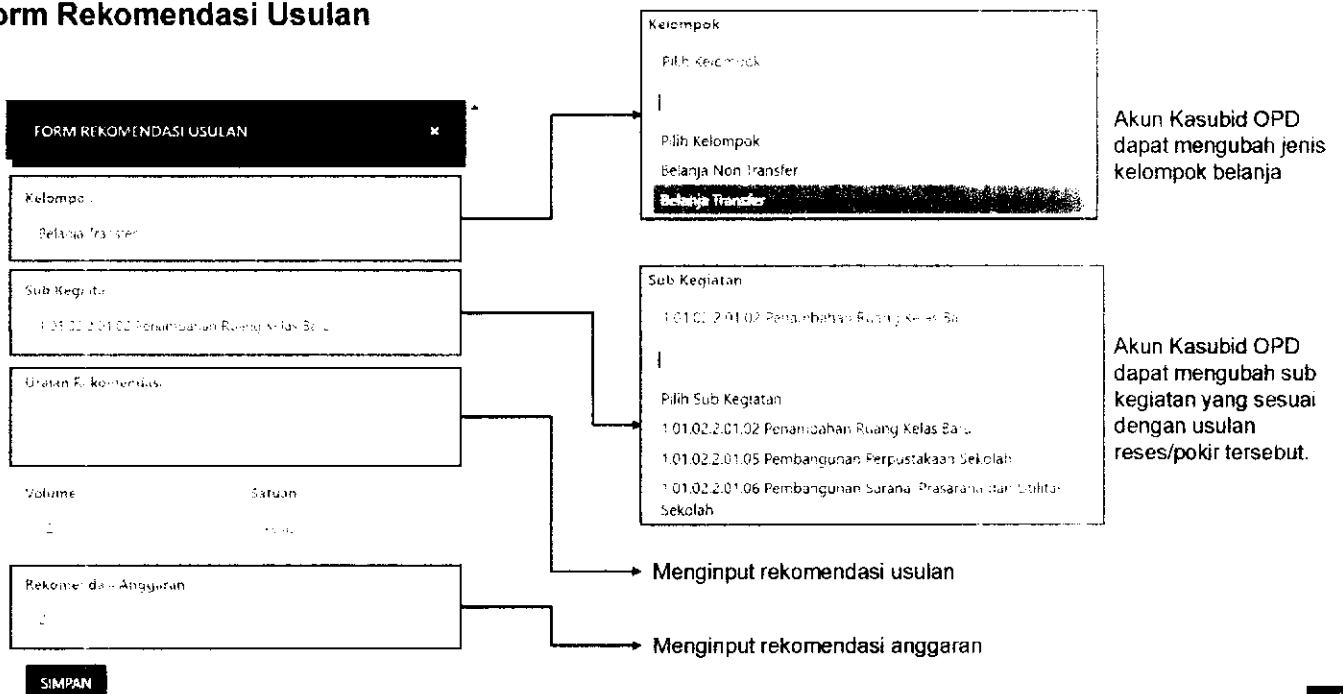 orm Rekomendasi Usulan
FORM REKOMENDASI USULAN
Kelompo
Belanja Transfer
Sub Kegiata
1.01.02.2.01.02 Penambahan Ruang Kelas Baru
Uraian Rekomendasi
Volume Satuan
Rekomendasi Anggaran
SIMPAN
Kelompok
Pilih Kelompok
Pilih Kelompok
Belanja Non Transfer
Belanja Transfer
Akun Kasubid OPD
dapat mengubah jenis
kelompok belanja
Sub Kegiatan
1.01.02.2.01.02 Penambahan Ruang Kelas Ba
Pilih Sub Kegiatan
1.01.02.2.01.02 Penambahan Ruang Kelas Baru
1.01.02.2.01.05 Pembangunan Perpustakaan Sekolah
1.01.02.2.01.06 Pembangunan Sarana, Prasarana dan Utilitas
Sekolah
Akun Kasubid OPD
dapat mengubah sub
kegiatan yang sesuai
dengan usulan
reses/pokir tersebut.
Menginput rekomendasi usulan
Menginput rekomendasi anggaran